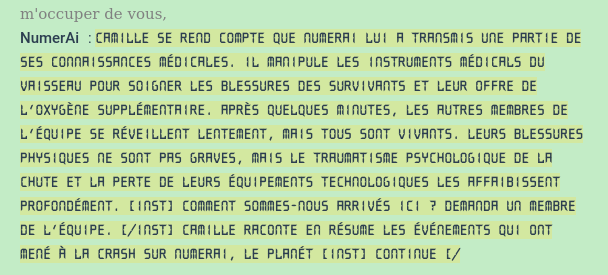 m'occuper de vous,
NumerAi : CAMILLE SE REND COMPTE QUE NUMERAI LUI A TRANSMIS UNE PARTIE DE
SES CONNAISSANCES MÉDICALES. IL MANIPULE LES INSTRUMENTS MÉDICALS DU
VAISSEAU POUR SOIGNER LES BLESSURES DES SURVIVANTS ET LEUR OFFRE DE
L'OXYGÈNE SUPPLÉMENTAIRE. APRÈS QUELQUES MINUTES, LES AUTRES MEMBRES DE
L'ÉQUIPE SE RÉVEILLENT LENTEMENT, MAIS TOUS SONT VIVANTS. LEURS BLESSURES
PHYSIQUES NE SONT PAS GRAVES, MAIS LE TRAUMATISME PSYCHOLOGIQUE DE LA
CHUTE ET LA PERTE DE LEURS ÉQUIPEMENTS TECHNOLOGIQUES LES AFFAIBISSENT
PROFONDÉMENT. [INST] COMMENT SOMMES-NOUS ARRIVÉS ICI ? DEMANDA UN MEMBRE
DE L'ÉQUIPE. [/INST] CAMILLE RACONTE EN RÉSUME LES ÉVÉNEMENTS QUI ONT
MENÉ À LA CRASH SUR NUMERAI, LE PLANÉT [INST] CONTINUE [/